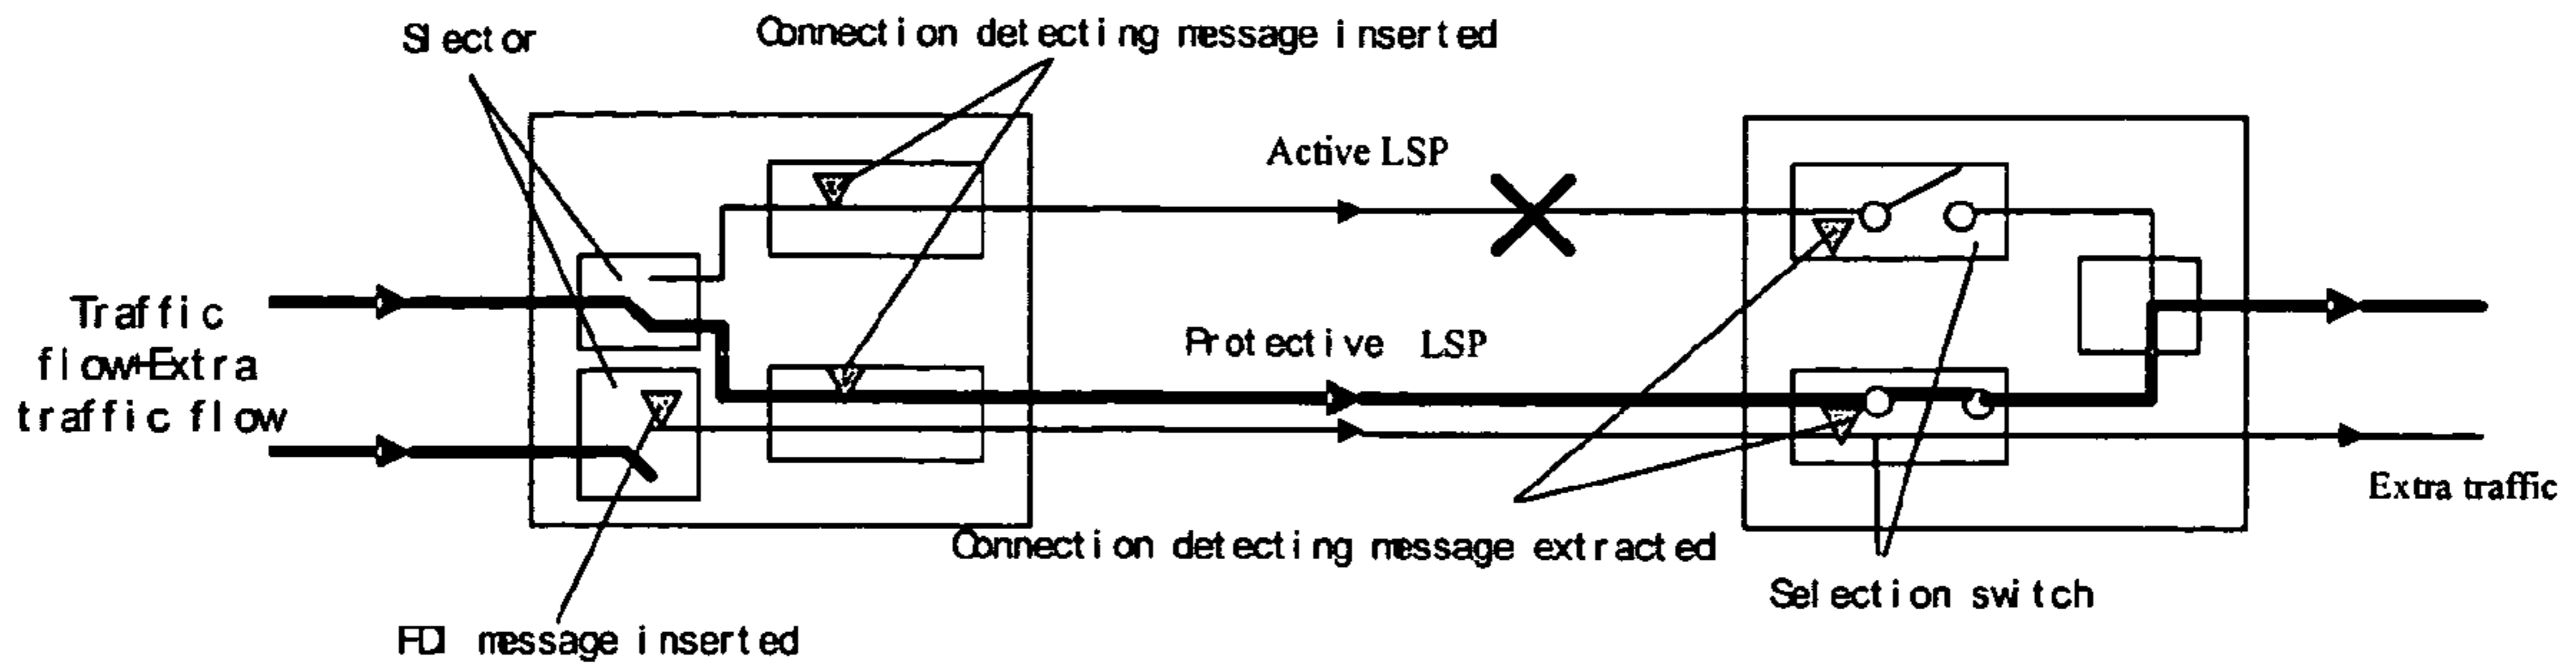 Slector
Connection detecting message inserted
Active LSP
Traffic
flow+Extra
traffic flow
Protective LSP
Extra traffic
Connection detecting message extracted
Selection switch
FDI message inserted